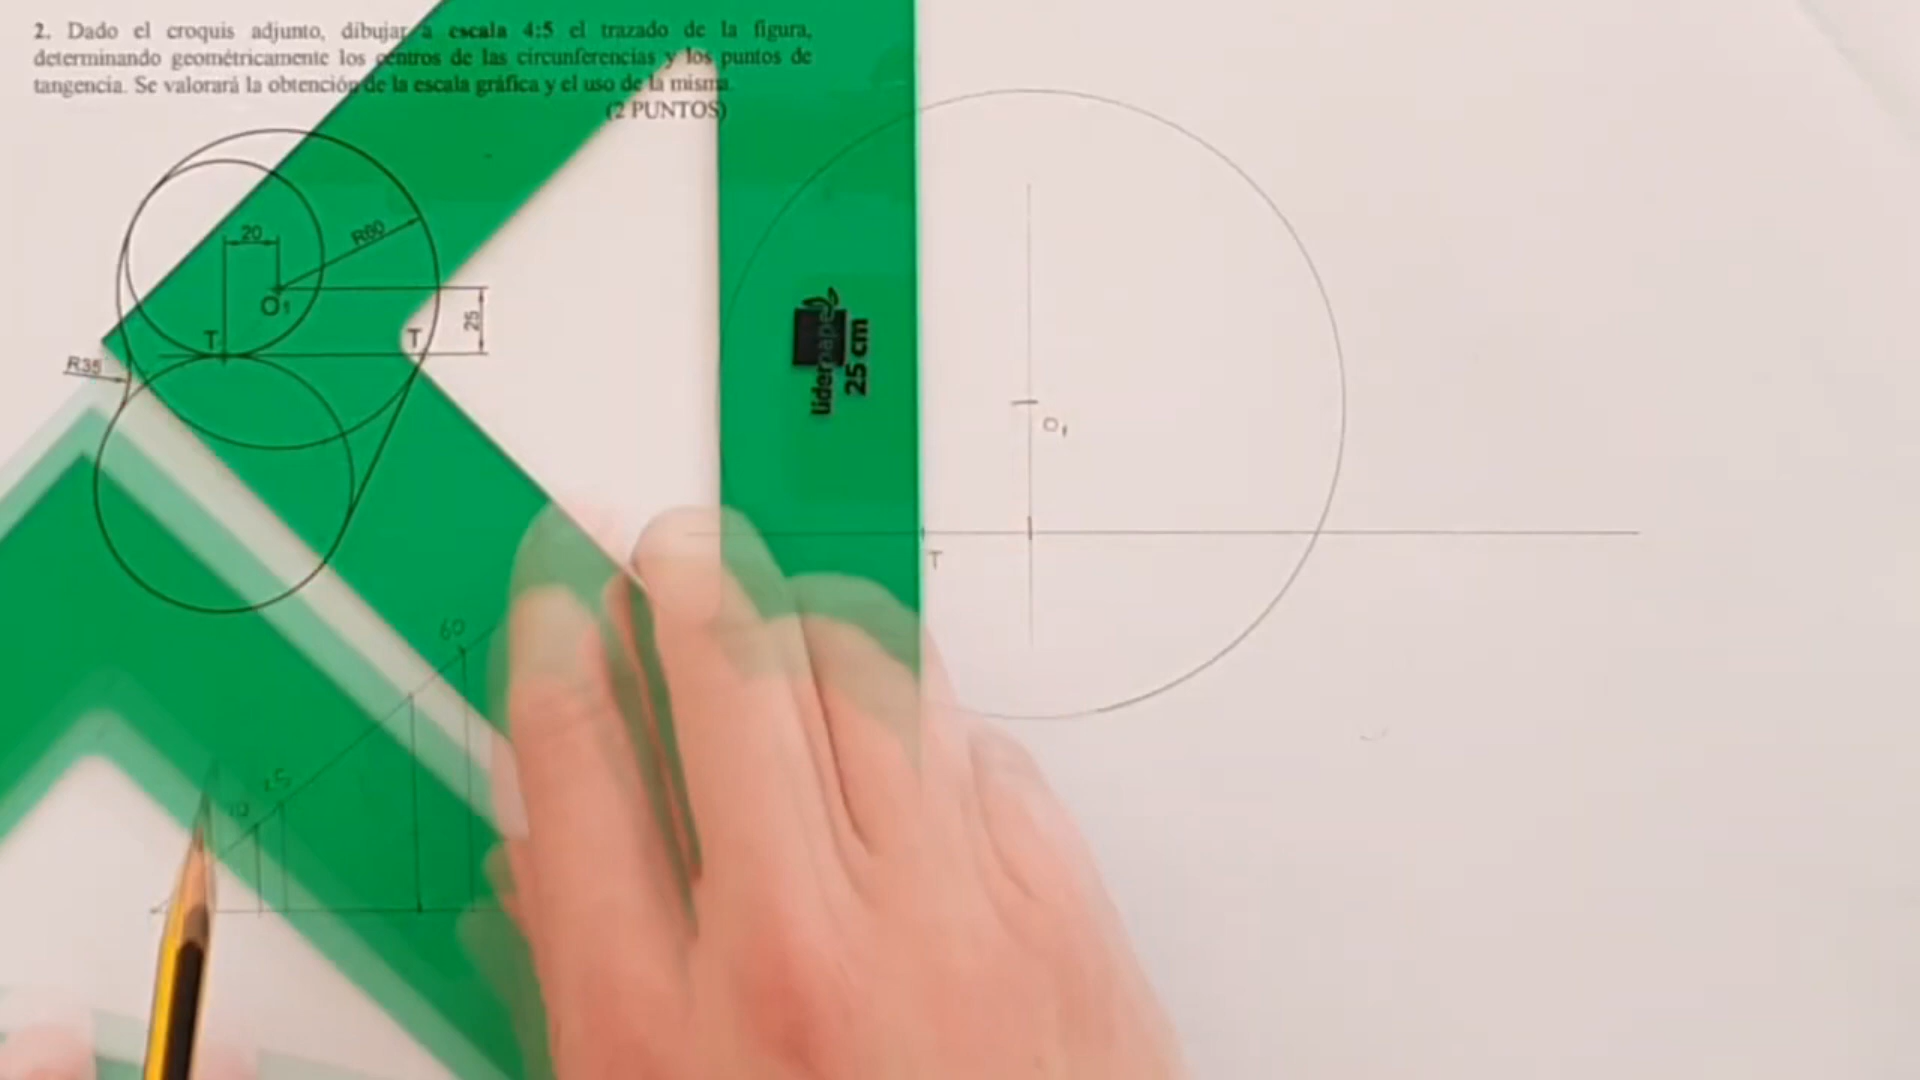 2. Dado el croquis adjunto, dibujar a escala 4:5 el trazado de la figura,
determinando geométricamente los centros de las circunferencias y los puntos de
tangencia. Se valorará la obtención de la escala gráfica y el uso de la misma.
(2 PUNTOS)
20
R60
O1
25
T
T
R35
liderpapel
25 cm
O1
T
60
10